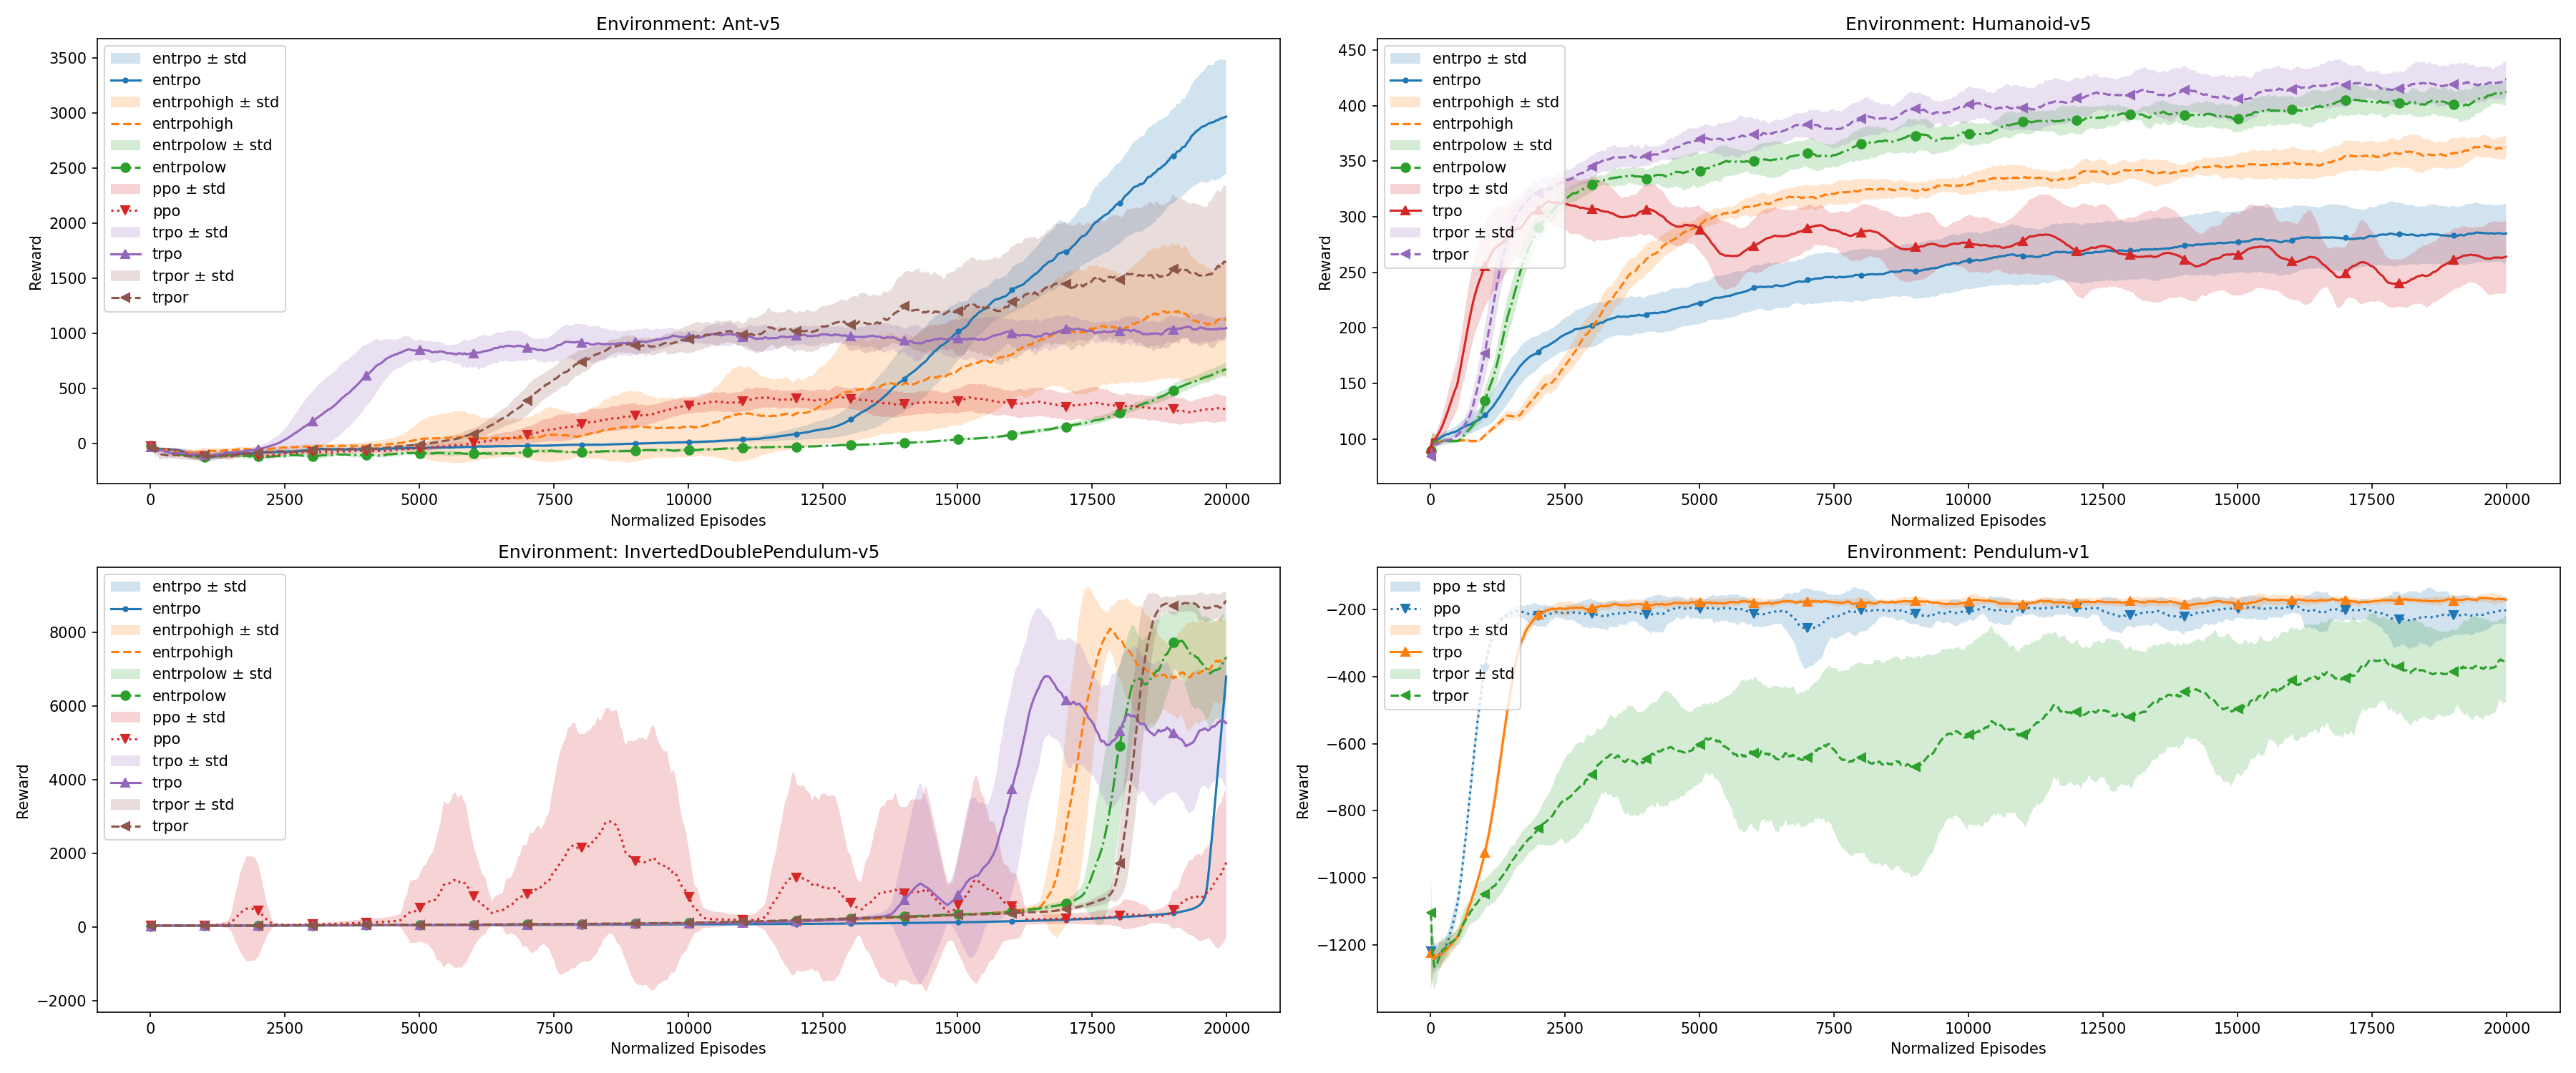 Environment: Ant-v5
3500
3000
2500
2000
1500
1000
500
0
Reward
entrpo ± std
entrpo
entrpohigh ± std
entrpohigh
entrpolow ± std
entrpolow
ppo ± std
ppo
trpo ± std
trpo
trpor ± std
trpor
0 2500 5000 7500 10000 12500 15000 17500 20000
Normalized Episodes
Environment: Humanoid-v5
450
400
350
300
250
200
150
100
Reward
entrpo ± std
entrpo
entrpohigh ± std
entrpohigh
entrpolow ± std
entrpolow
trpo ± std
trpo
trpor ± std
trpor
0 2500 5000 7500 10000 12500 15000 17500 20000
Normalized Episodes
Environment: InvertedDoublePendulum-v5
8000
6000
4000
2000
0
−2000
Reward
entrpo ± std
entrpo
entrpohigh ± std
entrpohigh
entrpolow ± std
entrpolow
ppo ± std
ppo
trpo ± std
trpo
trpor ± std
trpor
0 2500 5000 7500 10000 12500 15000 17500 20000
Normalized Episodes
Environment: Pendulum-v1
−200
−400
−600
−800
−1000
−1200
Reward
ppo ± std
ppo
trpo ± std
trpo
trpor ± std
trpor
0 2500 5000 7500 10000 12500 15000 17500 20000
Normalized Episodes